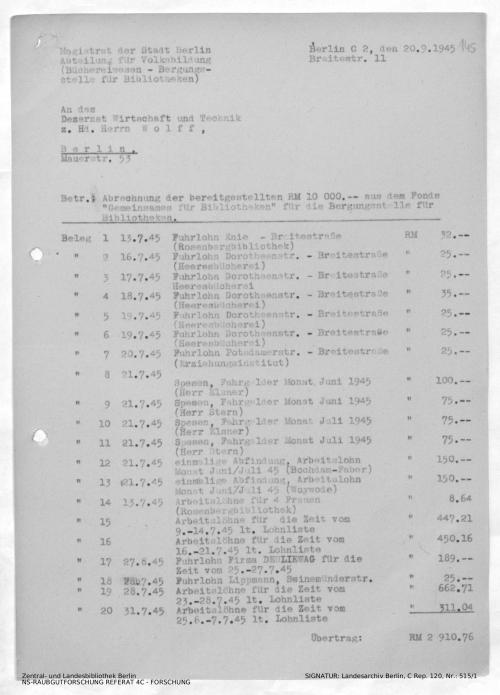 Magistrat der Stadt Berlin
Abteilung für Volksbildung
(Büchereiwesen - Bergungs-
stelle für Bibliotheken)
Berlin C 2, den 20.9.1945
Breitestr. 11
An das
Dezernat Wirtschaft und Technik
z. Hd. Herrn W o l f f ,
B e r l i n .
Mauerstr. 53
Betr.: Abrechnung der bereitgestellten RM 10 000.-- aus dem Fonds
"Gemeinsames für Bibliotheken" für die Bergungsstelle für
Bibliotheken.
Beleg 1 13.7.45 Fuhrlohn Knie - Breitestraße RM 32.--
(Rosenbergbibliothek)
" 2 16.7.45 Fuhrlohn Dorotheenstr. - Breitestraße " 25.--
(Heeresbücherei)
" 3 17.7.45 Fuhrlohn Dorotheenstr. - Breitestraße " 25.--
Heeresbücherei
" 4 18.7.45 Fuhrlohn Dorotheenstr. - Breitestraße " 35.--
(Heeresbücherei)
" 5 19.7.45 Fuhrlohn Dorotheenstr. - Breitestraße " 25.--
(Heeresbücherei)
" 6 19.7.45 Fuhrlohn Dorotheenstr. - Breitestraße " 25.--
(Heeresbücherei)
" 7 20.7.45 Fuhrlohn Potsdamerstr. - Breitestraße " 25.--
(Erziehungsinstitut)
" 8 21.7.45
Spesen, Fahrgelder Monat Juni 1945 " 100.--
(Herr Elsner)
" 9 21.7.45 Spesen, Fahrgelder Monat Juni 1945 " 75.--
(Herr Stern)
" 10 21.7.45 Spesen, Fahrgelder Monat Juli 1945 " 75.--
(Herr Elsner)
" 11 21.7.45 Spesen, Fahrgelder Monat Juli 1945 " 75.--
(Herr Stern)
" 12 21.7.45 einmalige Abfindung, Arbeitslohn " 150.--
Monat Juni/Juli 45 (Bochdam-Faber)
" 13 21.7.45 einmalige Abfindung, Arbeitslohn " 150.--
Monat Juni/Juli 45 (Woywode)
" 14 13.7.45 Arbeitslöhne für 4 Frauen " 8.64
(Rosenbergbibliothek)
" 15 Arbeitslöhne für die Zeit vom " 447.21
9.-14.7.45 lt. Lohnliste
" 16 Arbeitslöhne für die Zeit vom " 450.16
16.-21.7.45 lt. Lohnliste
" 17 27.8.45 Fuhrlohn Firma DEULIEWAG für die " 189.--
Zeit vom 25.-27.7.45
" 18 Fuhrlohn Lippmann, Swinemünderstr. " 25.--
" 19 28.7.45 Arbeitslöhne für die Zeit vom " 662.71
23.-28.7.45 lt. Lohnliste
" 20 31.7.45 Arbeitslöhne für die Zeit vom " 311.04
25.6.-7.7.45 lt. Lohnliste
Übertrag: RM 2 910.76
Zentral- und Landesbibliothek Berlin
NS-RAUBGUTFORSCHUNG REFERAT 4C - FORSCHUNG
SIGNATUR: Landesarchiv Berlin, C Rep. 120, Nr.: 515/1